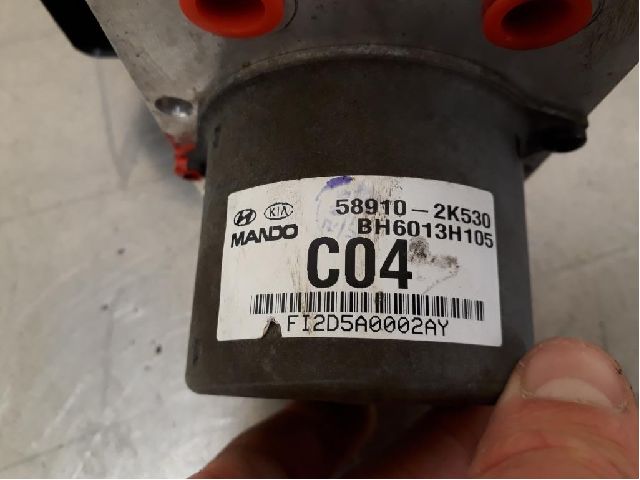 58910-2K530
KIA
BH6013H105
MANDO
C04
FI2D5A0002AY